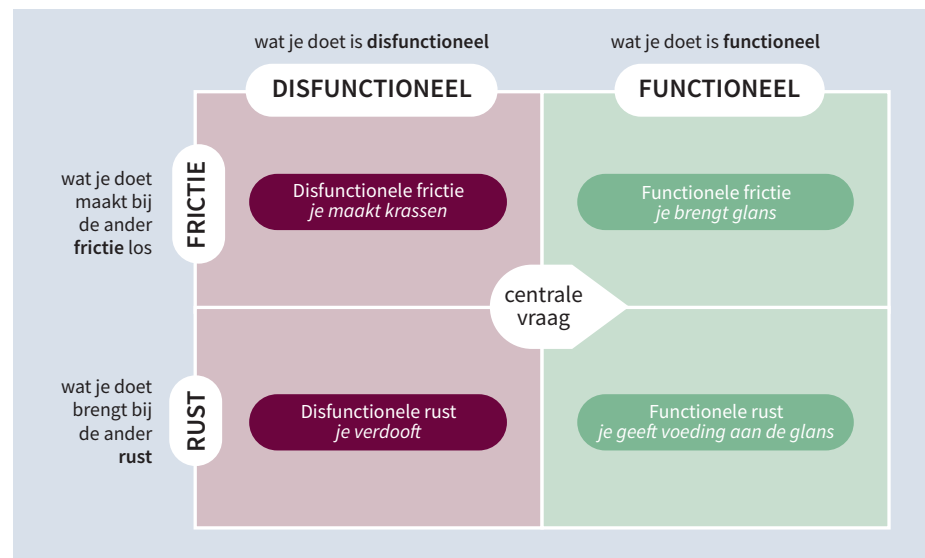 wat je doet is disfunctioneel
wat je doet is functioneel
DISFUNCTIONEEL
FUNCTIONEEL
wat je doet
maakt bij
de ander
frictie los
FRICTIE
Disfunctionele frictie
je maakt krassen
Functionele frictie
je brengt glans
centrale
vraag
wat je doet
brengt bij
de ander
rust
RUST
Disfunctionele rust
je verdooft
Functionele rust
je geeft voeding aan de glans